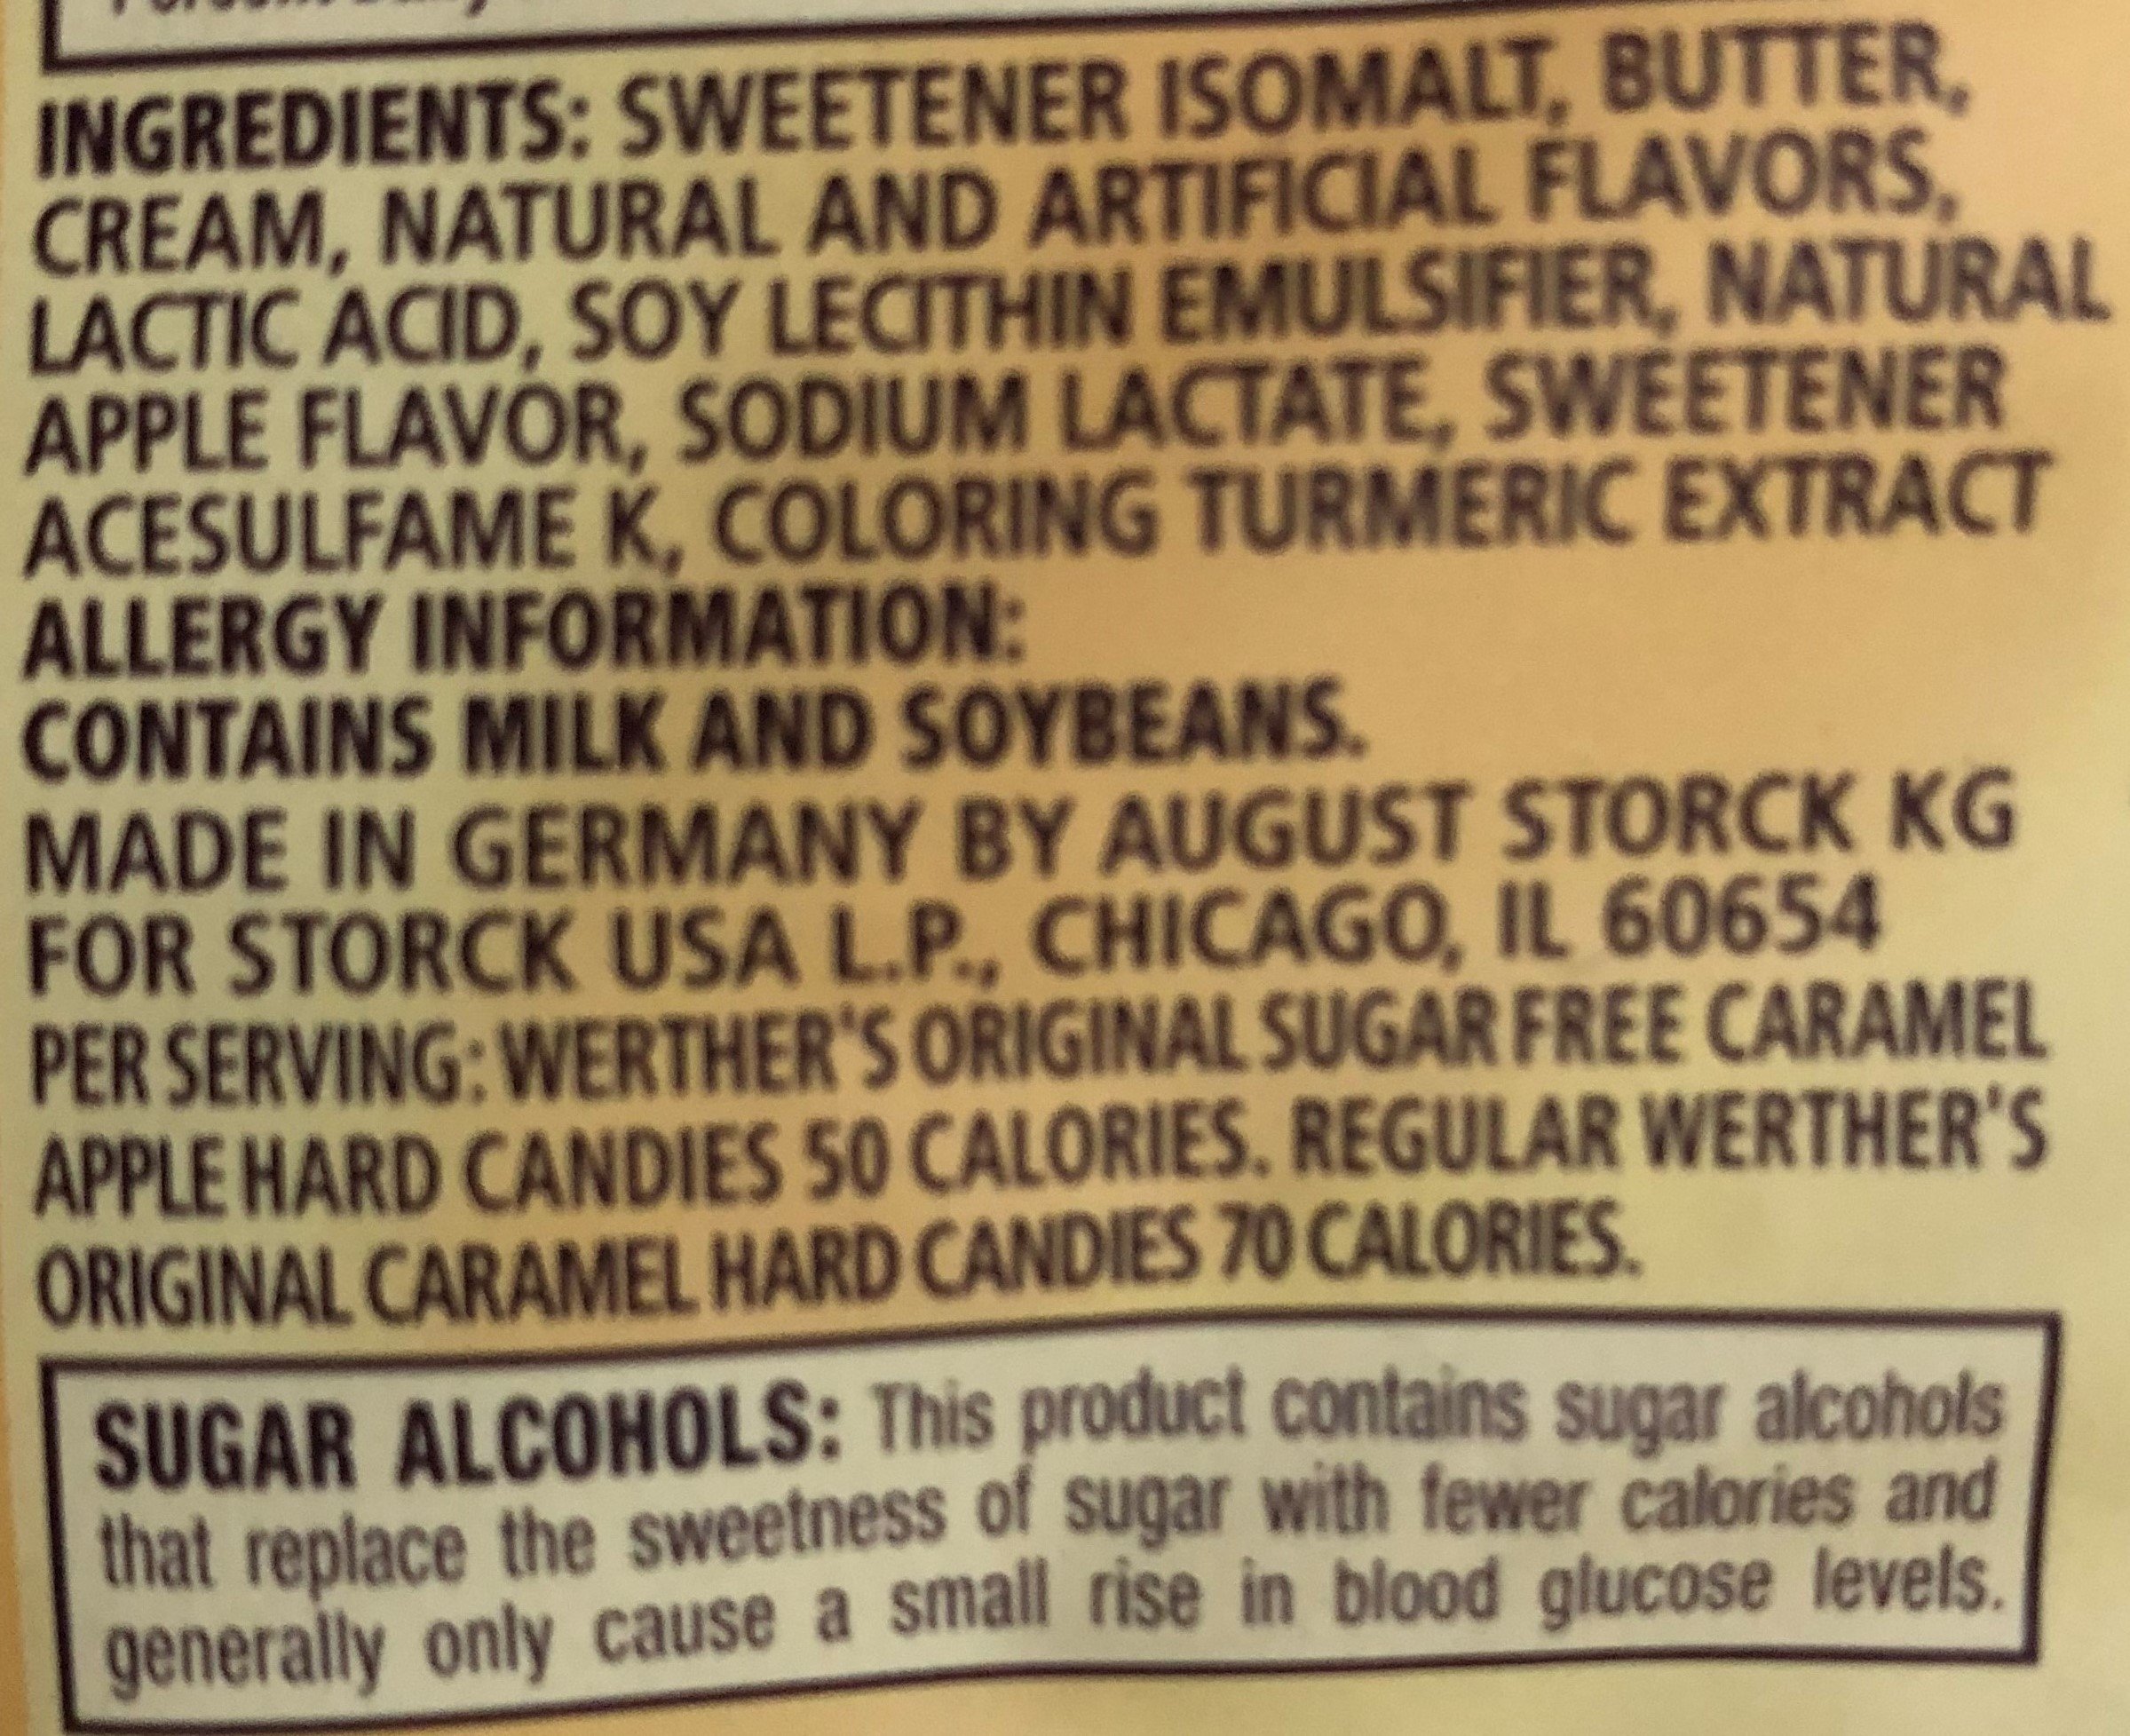 INGREDIENTS: SWEETENER ISOMALT, BUTTER,
CREAM, NATURAL AND ARTIFICIAL FLAVORS,
LACTIC ACID, SOY LECITHIN EMULSIFIER, NATURAL
APPLE FLAVOR, SODIUM LACTATE, SWEETENER
ACESULFAME K, COLORING TURMERIC EXTRACT
ALLERGY INFORMATION:
CONTAINS MILK AND SOYBEANS.
MADE IN GERMANY BY AUGUST STORCK KG
FOR STORCK USA L.P., CHICAGO, IL 60654
PER SERVING: WERTHER'S ORIGINAL SUGAR FREE CARAMEL
APPLE HARD CANDIES 50 CALORIES. REGULAR WERTHER'S
ORIGINAL CARAMEL HARD CANDIES 70 CALORIES.
SUGAR ALCOHOLS: This product contains sugar alcohols
that replace the sweetness of sugar with fewer calories and
generally only cause a small rise in blood glucose levels.